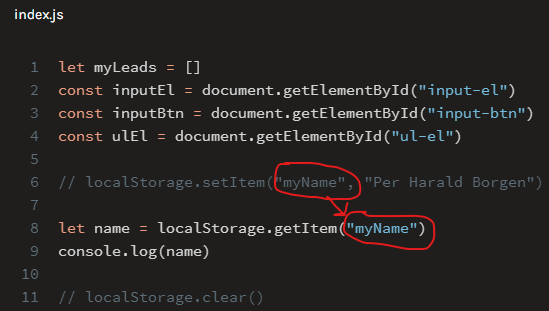 index.js
1 let myLeads = []
2 const inputEl = document.getElementById("input-el")
3 const inputBtn = document.getElementById("input-btn")
4 const ulEl = document.getElementById("ul-el")
5
6 // localStorage.setItem("myName", "Per Harald Borgen")
7
8 let name = localStorage.getItem("myName")
9 console.log(name)
10
11 // localStorage.clear()